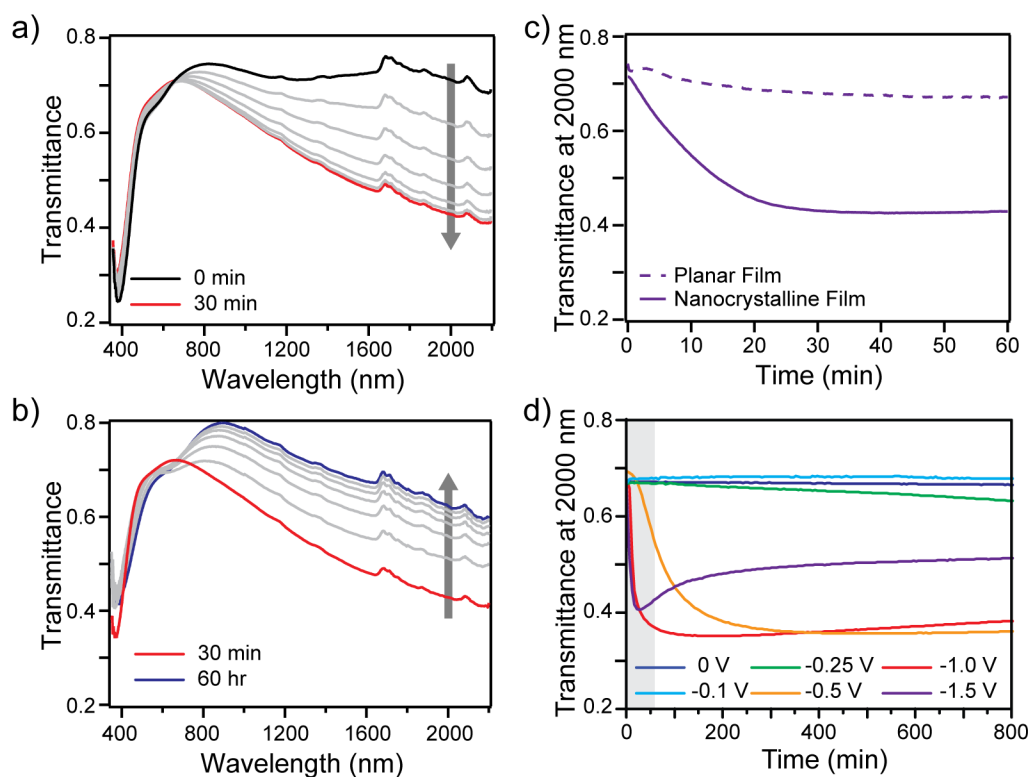 a)
Transmittance
0.8
0.6
0.4
0.2
0 min
30 min
400 800 1200 1600 2000
Wavelength (nm)
b)
Transmittance
0.8
0.6
0.4
0.2
30 min
60 hr
400 800 1200 1600 2000
Wavelength (nm)
c)
Transmittance at 2000 nm
0.8
0.6
0.4
0.2
Planar Film
Nanocrystalline Film
0 10 20 30 40 50 60
Time (min)
d)
Transmittance at 2000 nm
0.8
0.6
0.4
0.2
0 V -0.25 V -1.0 V
-0.1 V -0.5 V -1.5 V
0 200 400 600 800
Time (min)